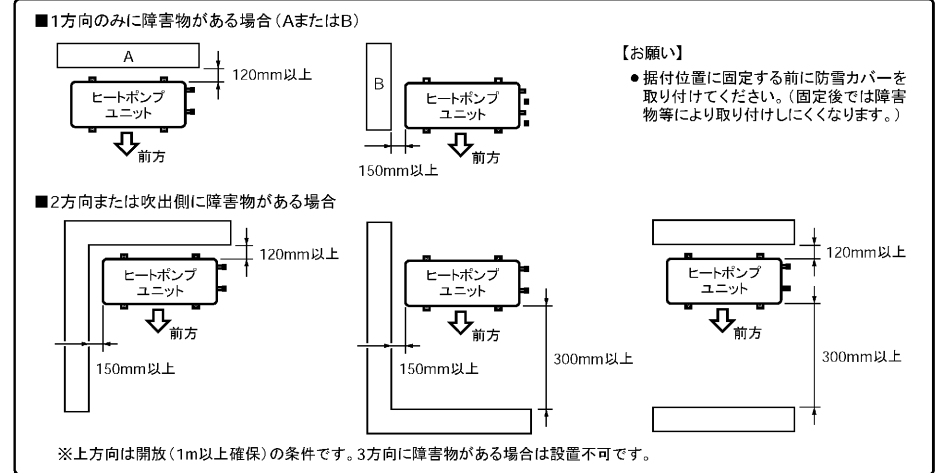 ■1方向のみに障害物がある場合(AまたはB)
A
120mm以上
ヒートポンプ
ユニット
前方
B
ヒートポンプ
ユニット
前方
150mm以上
【お願い】
●据付位置に固定する前に防雪カバーを
取り付けてください。(固定後では障害
物等により取り付けしにくくなります。)
■2方向または吹出側に障害物がある場合
120mm以上
ヒートポンプ
ユニット
前方
150mm以上
ヒートポンプ
ユニット
前方
150mm以上
300mm以上
120mm以上
ヒートポンプ
ユニット
前方
300mm以上
※上方向は開放(1m以上確保)の条件です。3方向に障害物がある場合は設置不可です。